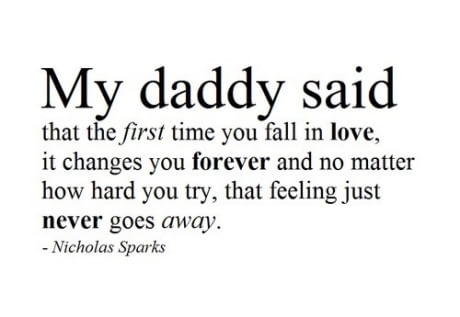 My daddy said
that the first time you fall in love,
it changes you forever and no matter
how hard you try, that feeling just
never goes away.
- Nicholas Sparks